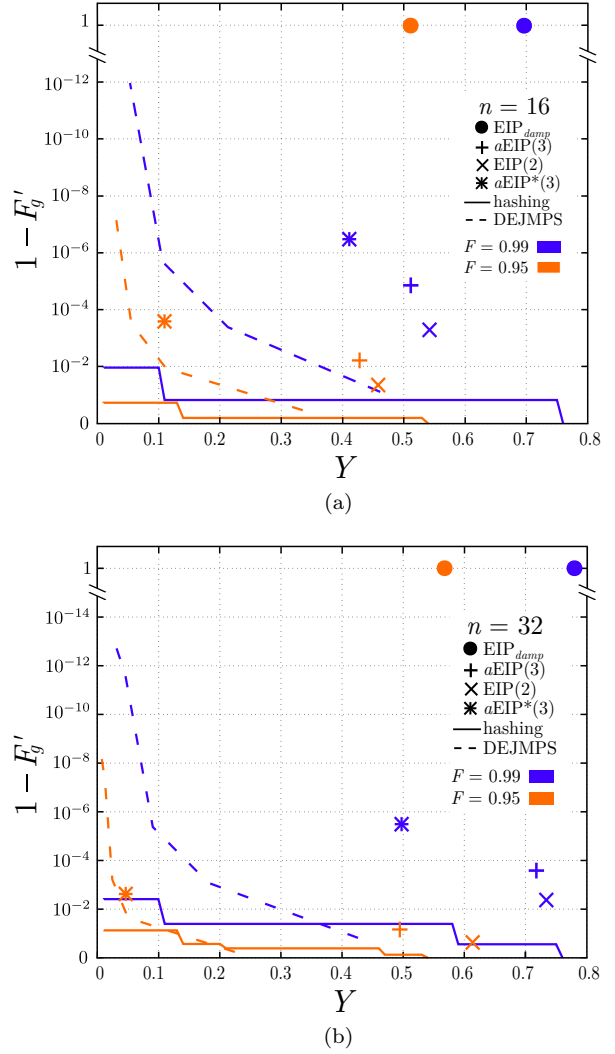 1
10⁻¹²
10⁻¹⁰
10⁻⁸
10⁻⁶
10⁻⁴
10⁻²
0
1 − F_g'
n = 16
EIP_damp
aEIP(3)
EIP(2)
aEIP*(3)
hashing
DEJMPS
F = 0.99
F = 0.95
0 0.1 0.2 0.3 0.4 0.5 0.6 0.7 0.8
Y
(a)
1
10⁻¹⁴
10⁻¹²
10⁻¹⁰
10⁻⁸
10⁻⁶
10⁻⁴
10⁻²
0
1 − F_g'
n = 32
EIP_damp
aEIP(3)
EIP(2)
aEIP*(3)
hashing
DEJMPS
F = 0.99
F = 0.95
0 0.1 0.2 0.3 0.4 0.5 0.6 0.7 0.8
Y
(b)